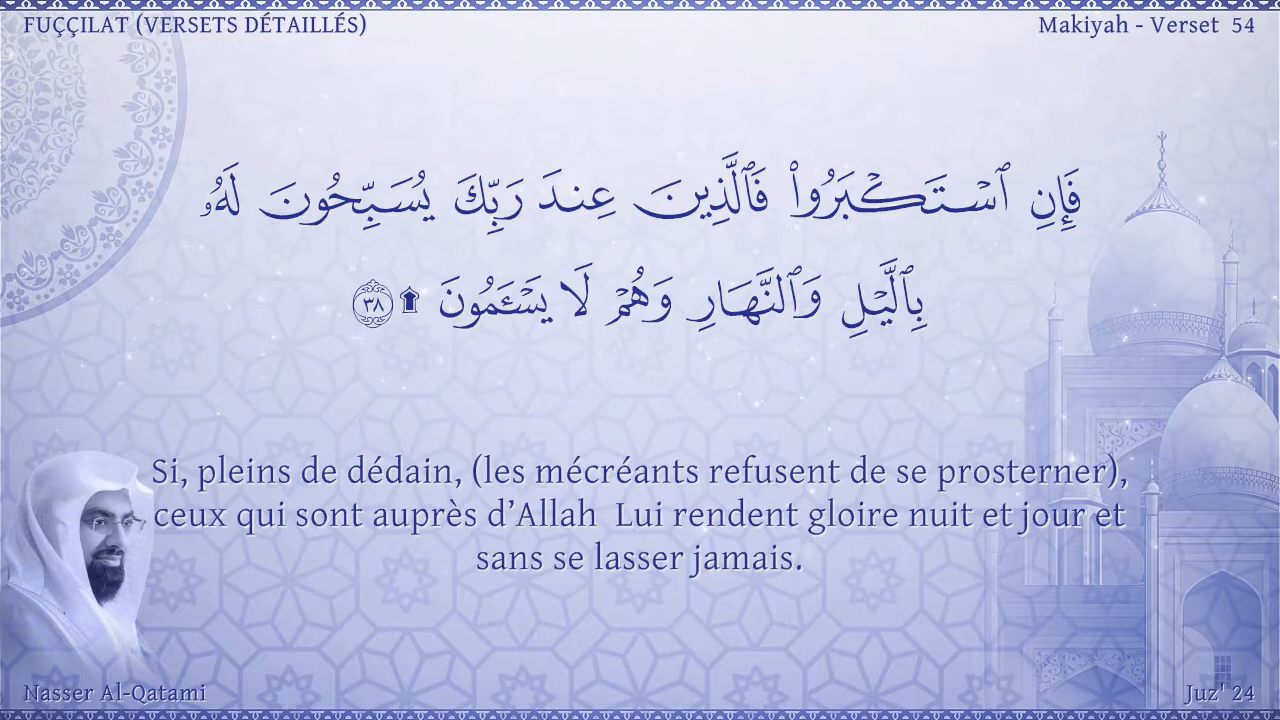 FUÇÇILAT (VERSETS DÉTAILLÉS)
Makiyah - Verset 54
فَإِنِ ٱسْتَكْبَرُوا۟ فَٱلَّذِينَ عِندَ رَبِّكَ يُسَبِّحُونَ لَهُۥ
بِٱلَّيْلِ وَٱلنَّهَارِ وَهُمْ لَا يَسْـَٔمُونَ ۩ ٣٨
Si, pleins de dédain, (les mécréants refusent de se prosterner),
ceux qui sont auprès d’Allah Lui rendent gloire nuit et jour et
sans se lasser jamais.
Nasser Al-Qatami
Juz' 24